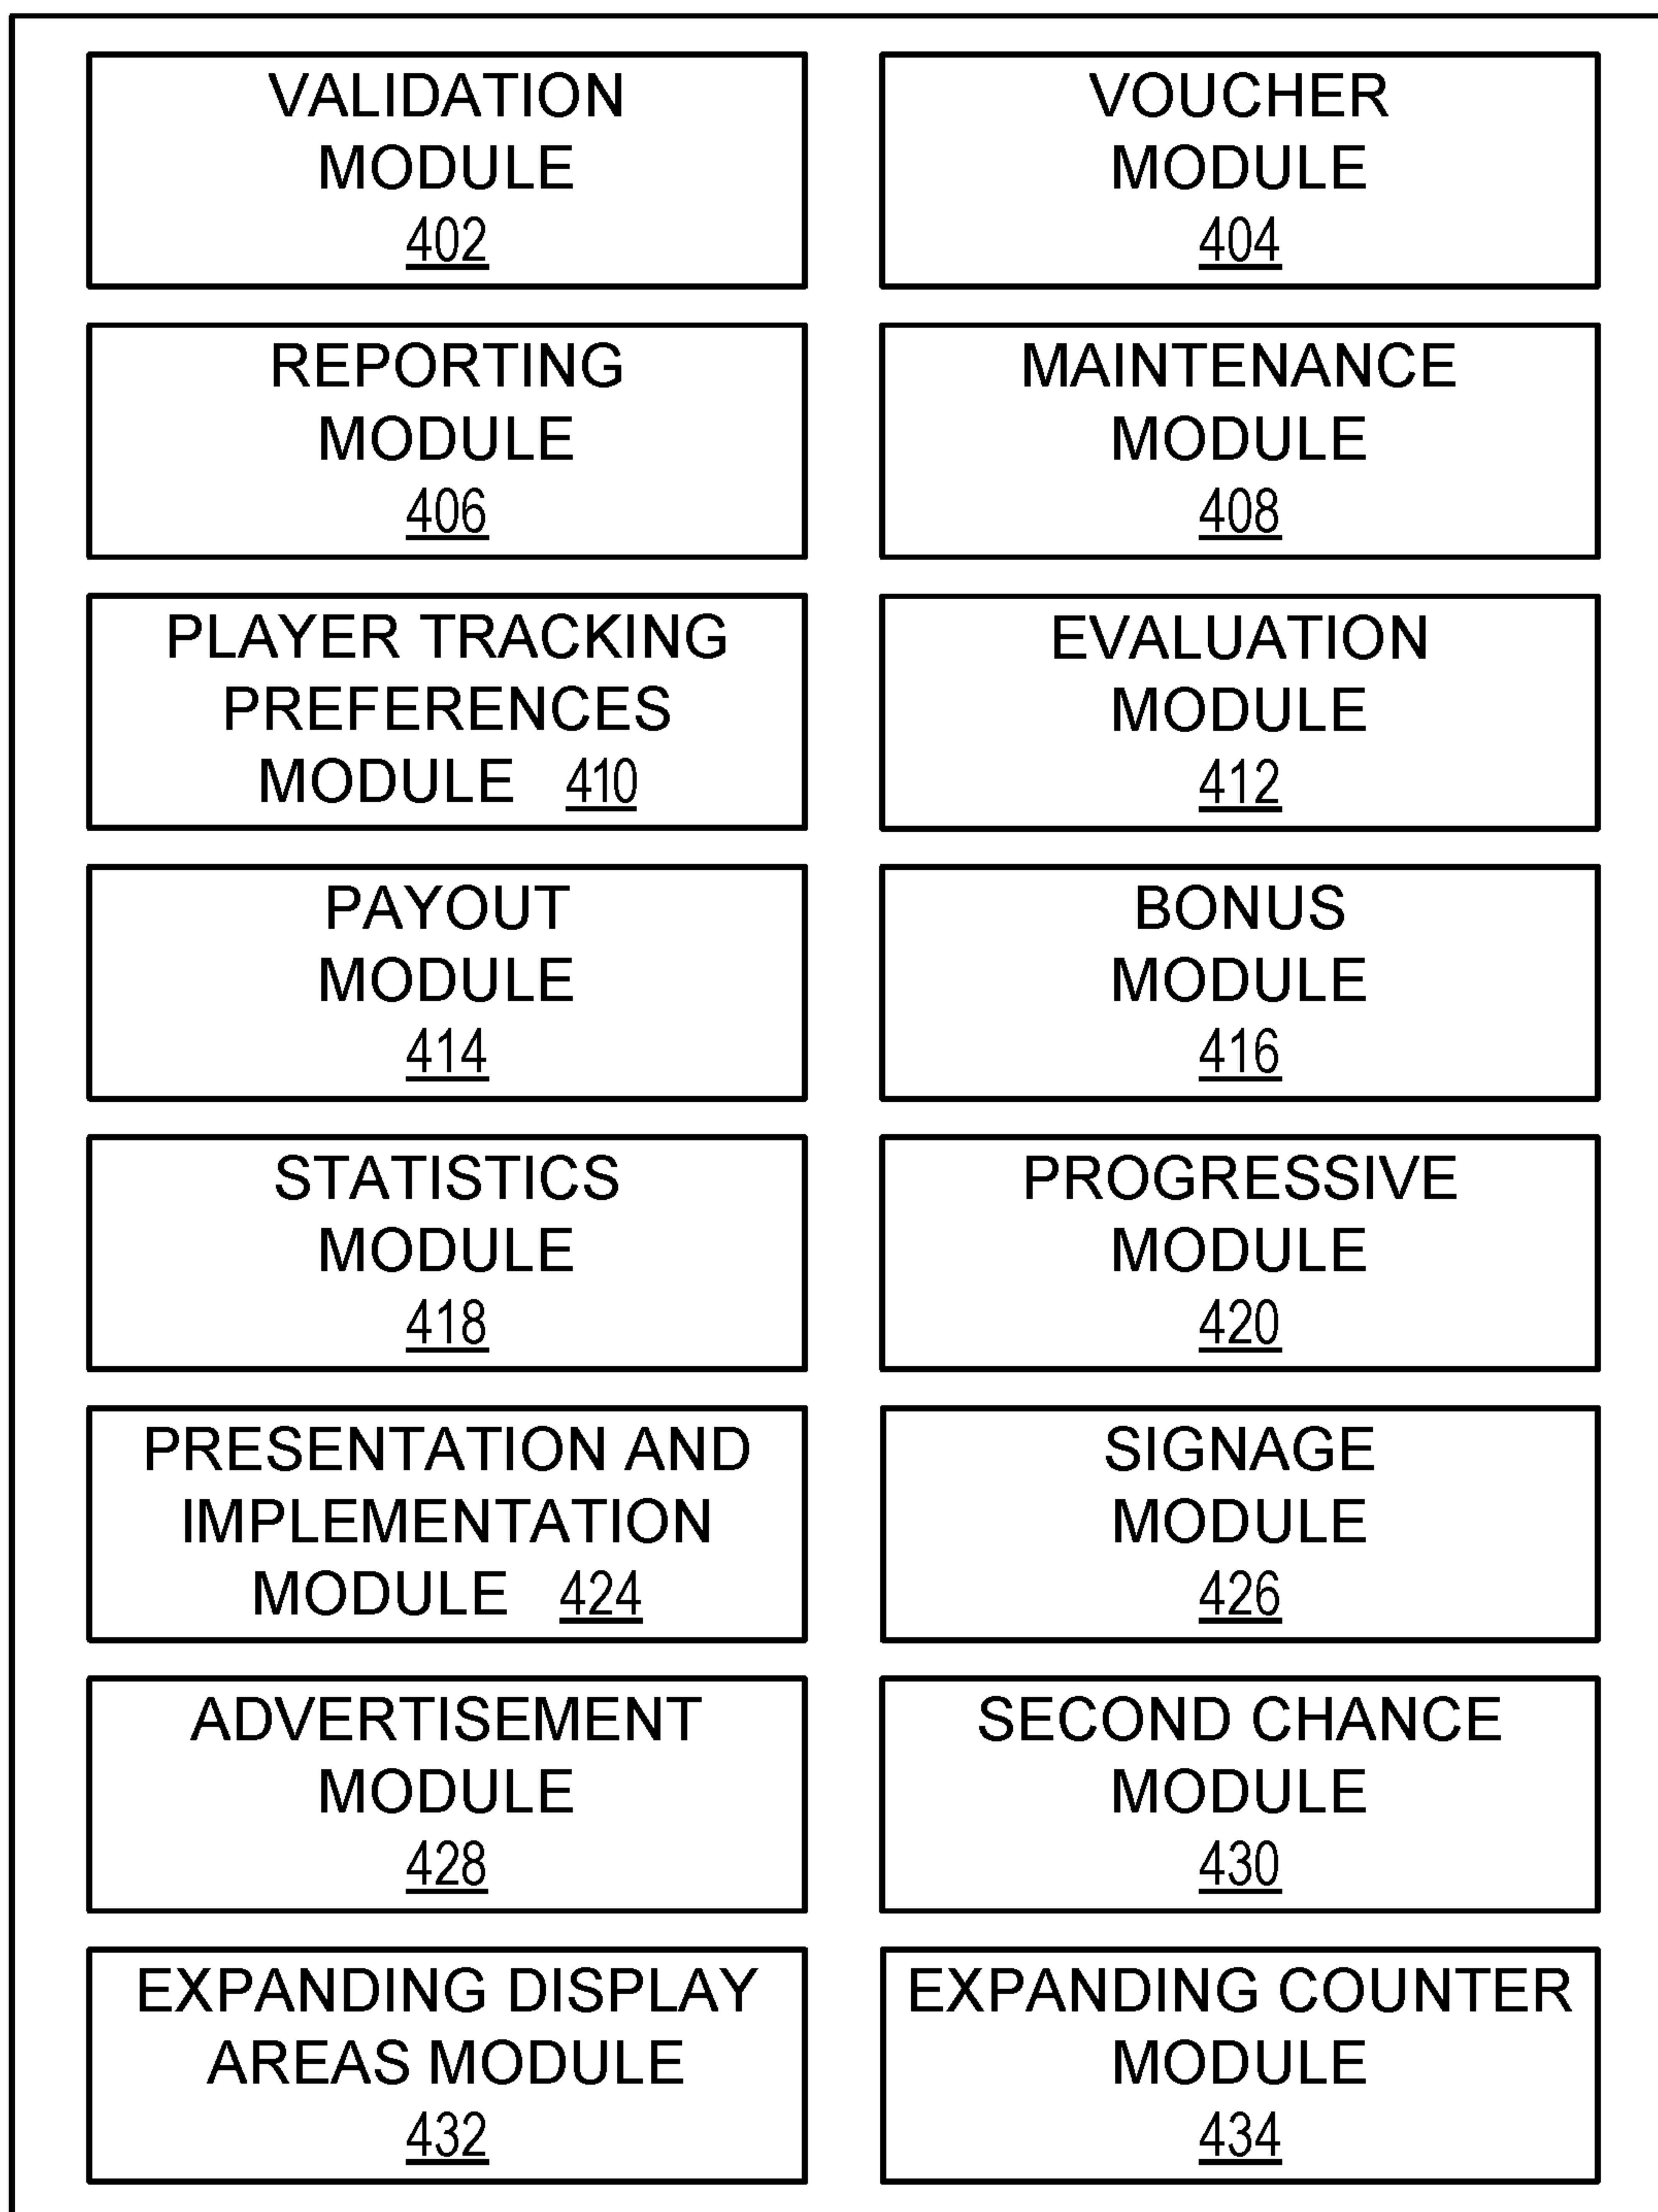 VALIDATION
MODULE
402
VOUCHER
MODULE
404
REPORTING
MODULE
406
MAINTENANCE
MODULE
408
PLAYER TRACKING
PREFERENCES
MODULE 410
EVALUATION
MODULE
412
PAYOUT
MODULE
414
BONUS
MODULE
416
STATISTICS
MODULE
418
PROGRESSIVE
MODULE
420
PRESENTATION AND
IMPLEMENTATION
MODULE 424
SIGNAGE
MODULE
426
ADVERTISEMENT
MODULE
428
SECOND CHANCE
MODULE
430
EXPANDING DISPLAY
AREAS MODULE
432
EXPANDING COUNTER
MODULE
434